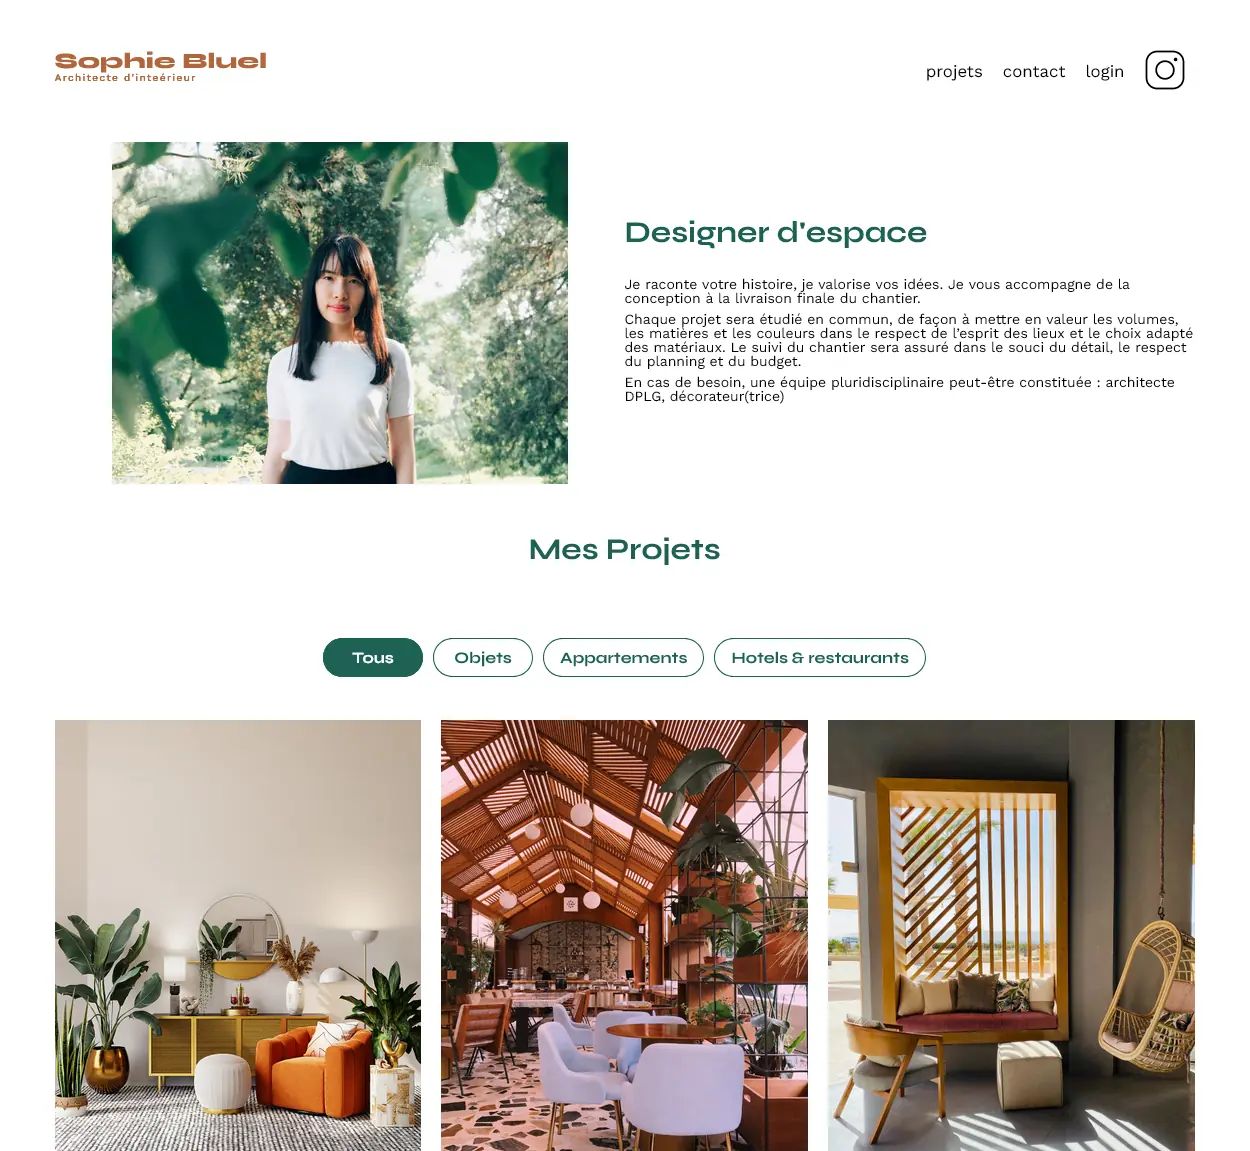 Sophie Bluel
Architecte d'inteérieur
projets contact login
Designer d'espace
Je raconte votre histoire, je valorise vos idées. Je vous accompagne de la
conception à la livraison finale du chantier.
Chaque projet sera étudié en commun, de façon à mettre en valeur les volumes,
les matières et les couleurs dans le respect de l’esprit des lieux et le choix adapté
des matériaux. Le suivi du chantier sera assuré dans le souci du détail, le respect
du planning et du budget.
En cas de besoin, une équipe pluridisciplinaire peut-être constituée : architecte
DPLG, décorateur(trice)
Mes Projets
Tous Objets Appartements Hotels & restaurants